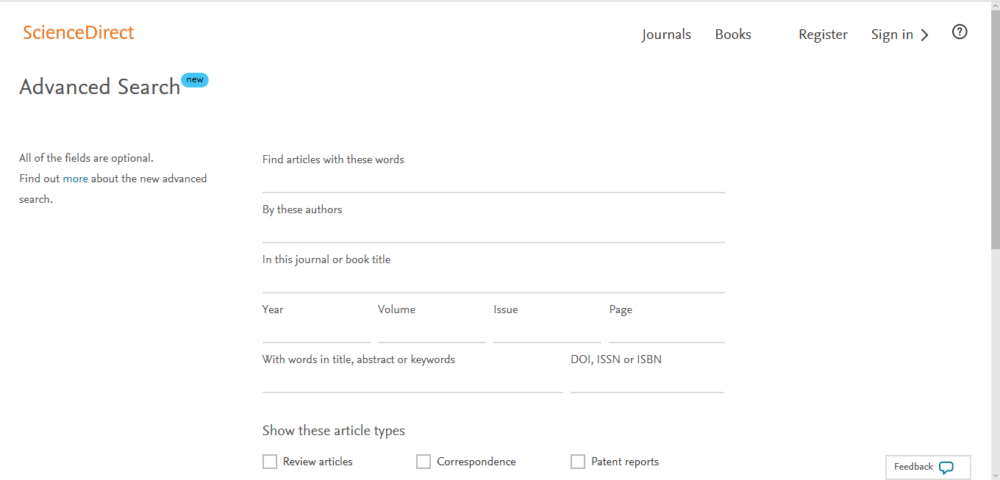 ScienceDirect
Journals Books Register Sign in
Advanced Search new
All of the fields are optional.
Find out more about the new advanced
search.
Find articles with these words
By these authors
In this journal or book title
Year Volume Issue Page
With words in title, abstract or keywords DOI, ISSN or ISBN
Show these article types
Review articles Correspondence Patent reports
Feedback